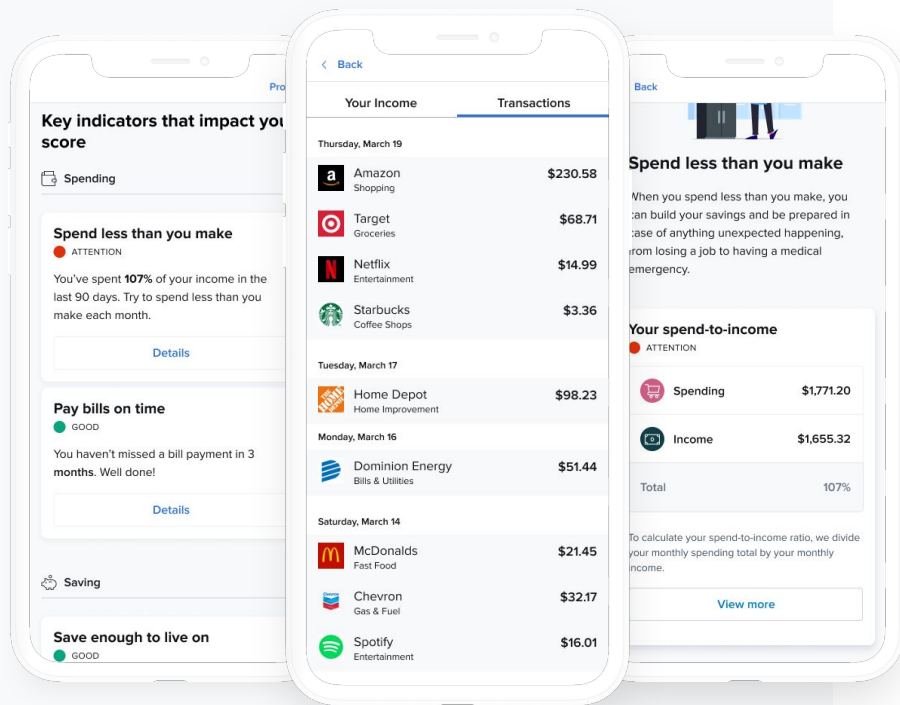 Pro
Key indicators that impact you
score
Spending
Spend less than you make
ATTENTION
You've spent 107% of your income in the
last 90 days. Try to spend less than you
make each month.
Details
Pay bills on time
GOOD
You haven't missed a bill payment in 3
months. Well done!
Details
Saving
Save enough to live on
GOOD
Back
Your Income
Transactions
Thursday, March 19
a
Amazon
$230.58
Shopping
Target
$68.71
Groceries
N
Netflix
$14.99
Entertainment
Starbucks
$3.36
Coffee Shops
Tuesday, March 17
THE HOME DEPOT
Home Depot
$98.23
Home Improvement
Monday, March 16
Dominion Energy
$51.44
Bills & Utilities
Saturday, March 14
McDonalds
$21.45
Fast Food
Chevron
Chevron
$32.17
Gas & Fuel
Spotify
$16.01
Entertainment
Back
Spend less than you make
When you spend less than you make, you
can build your savings and be prepared in
case of anything unexpected happening,
from losing a job to having a medical
emergency.
Your spend-to-income
ATTENTION
Spending
$1,771.20
Income
$1,655.32
Total
107%
To calculate your spend-to-income ratio, we divide
your monthly spending total by your monthly
income.
View more